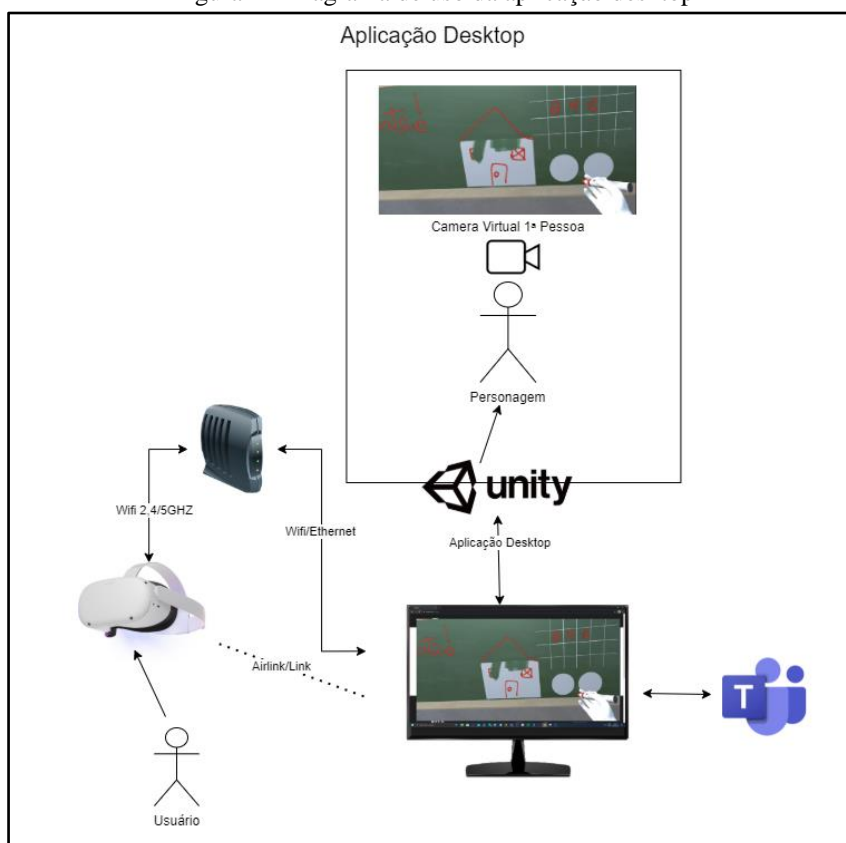 Aplicação Desktop
Camera Virtual 1ª Pessoa
Personagem
unity
Wifi 2,4/5GHZ
Wifi/Ethernet
Aplicação Desktop
Airlink/Link
T
Usuário